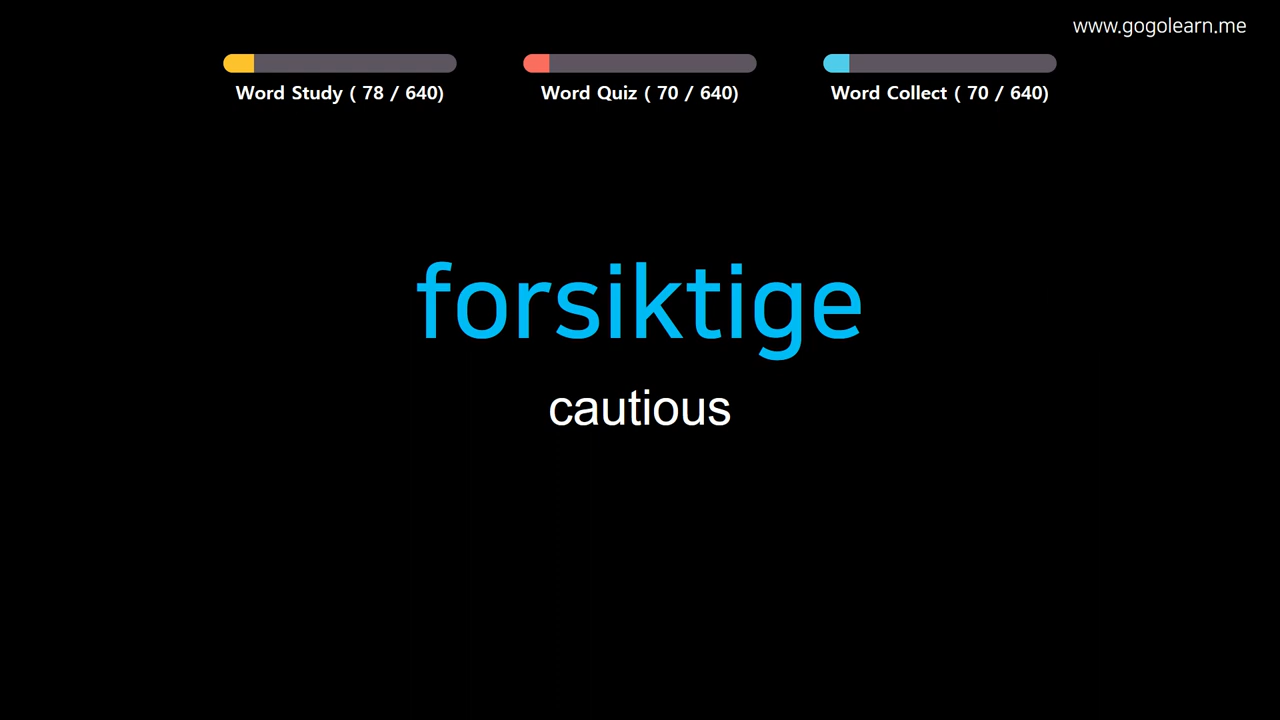 www.gogolearn.me
Word Study ( 78 / 640)
Word Quiz ( 70 / 640)
Word Collect ( 70 / 640)
forsiktige
cautious